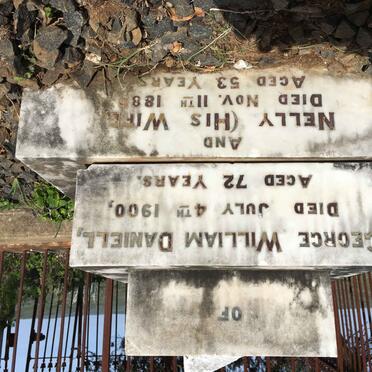 OF
GEORGE WILLIAM DANIELL,
DIED JULY 4TH 1900,
AGED 72 YEARS.
AND
NELLY (HIS WIFE
DIED NOV. 11TH
AGED 53 YEAR